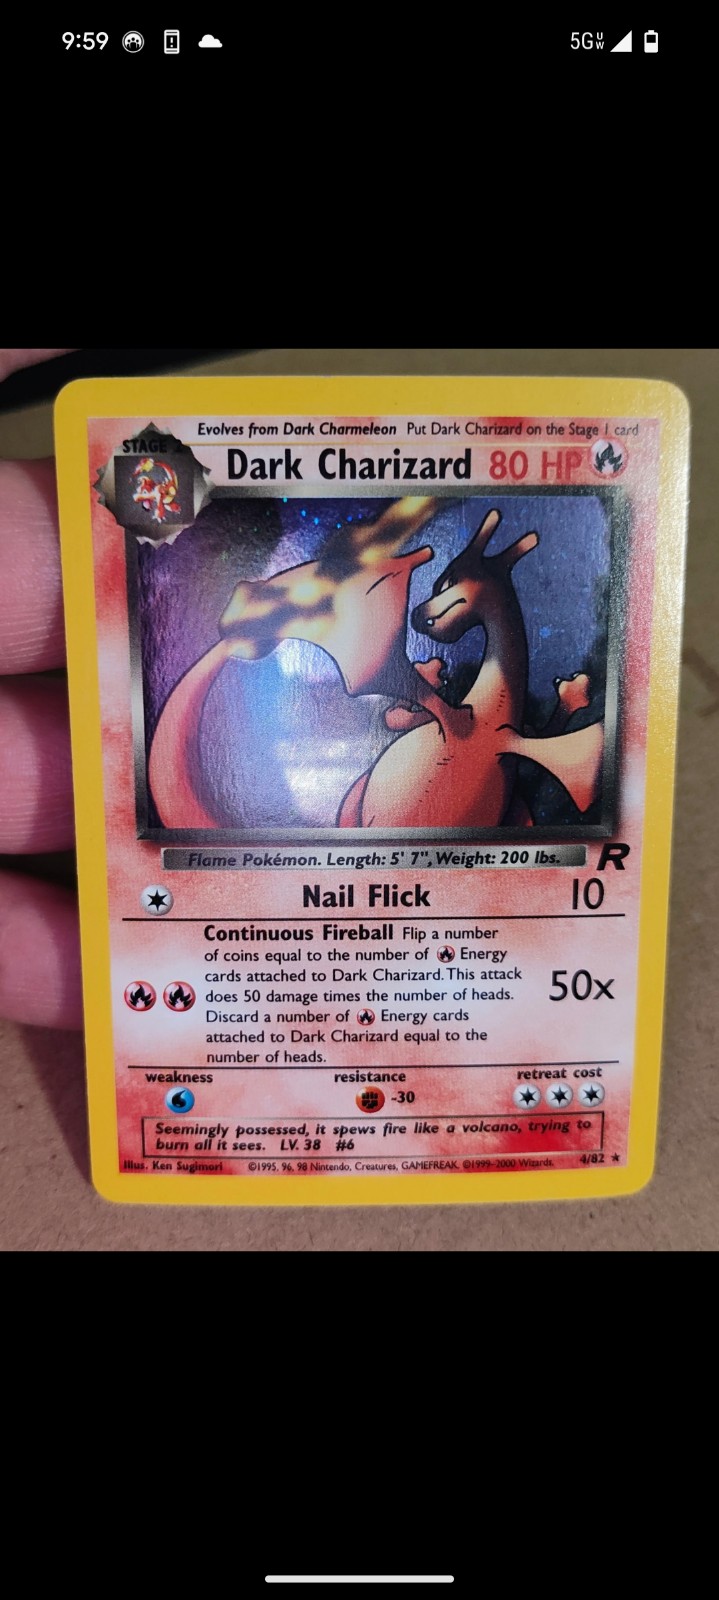 9:59
5G UW
Evolves from Dark Charmeleon Put Dark Charizard on the Stage 1 card
STAGE
Dark Charizard 80 HP
Flame Pokémon. Length: 5' 7", Weight: 200 lbs.
R
Nail Flick 10
Continuous Fireball Flip a number
of coins equal to the number of Energy
cards attached to Dark Charizard. This attack
does 50 damage times the number of heads.
50x
Discard a number of Energy cards
attached to Dark Charizard equal to the
number of heads.
weakness resistance retreat cost
-30
Seemingly possessed, it spews fire like a volcano, trying to
burn all it sees. LV. 38 #6
Illus. Ken Sugimori ©1995, 96, 98 Nintendo, Creatures, GAMEFREAK. ©1999-2000 Wizards. 4/82 ★